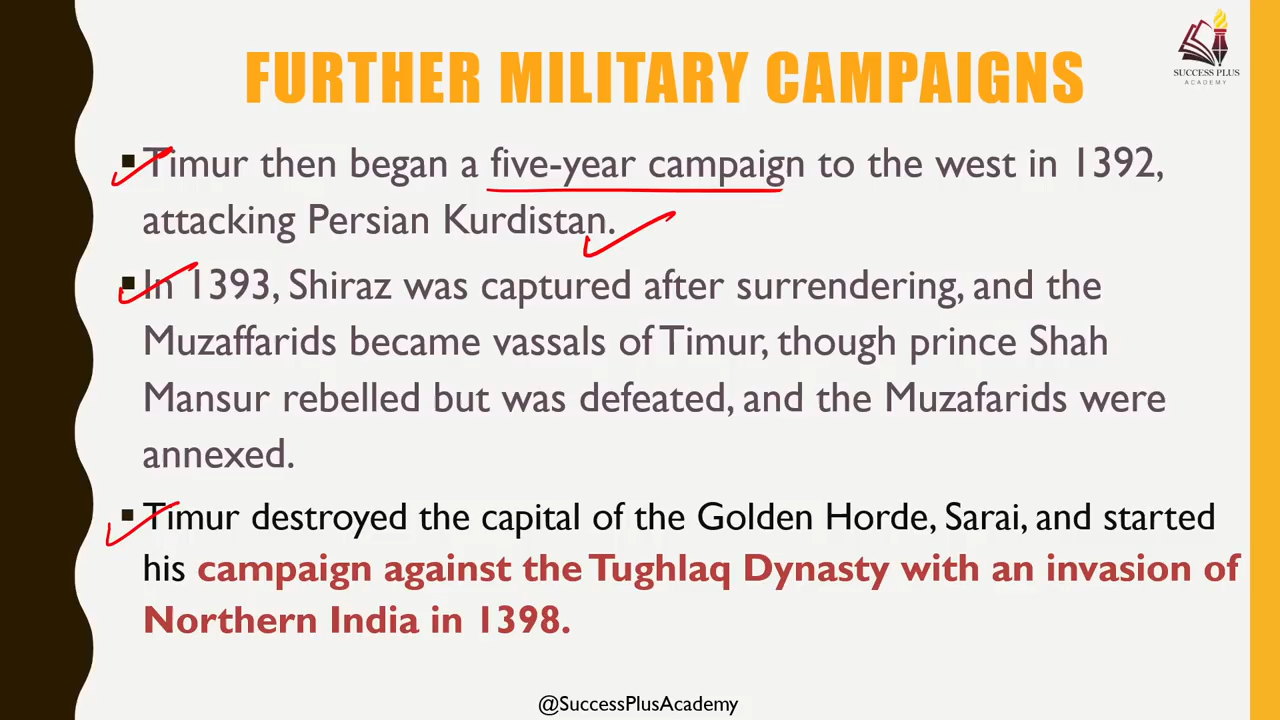 FURTHER MILITARY CAMPAIGNS
SUCCESS PLUS
ACADEMY
▪ Timur then began a five-year campaign to the west in 1392,
attacking Persian Kurdistan.
▪ In 1393, Shiraz was captured after surrendering, and the
Muzaffarids became vassals of Timur, though prince Shah
Mansur rebelled but was defeated, and the Muzafarids were
annexed.
▪ Timur destroyed the capital of the Golden Horde, Sarai, and started
his campaign against the Tughlaq Dynasty with an invasion of
Northern India in 1398.
@SuccessPlusAcademy